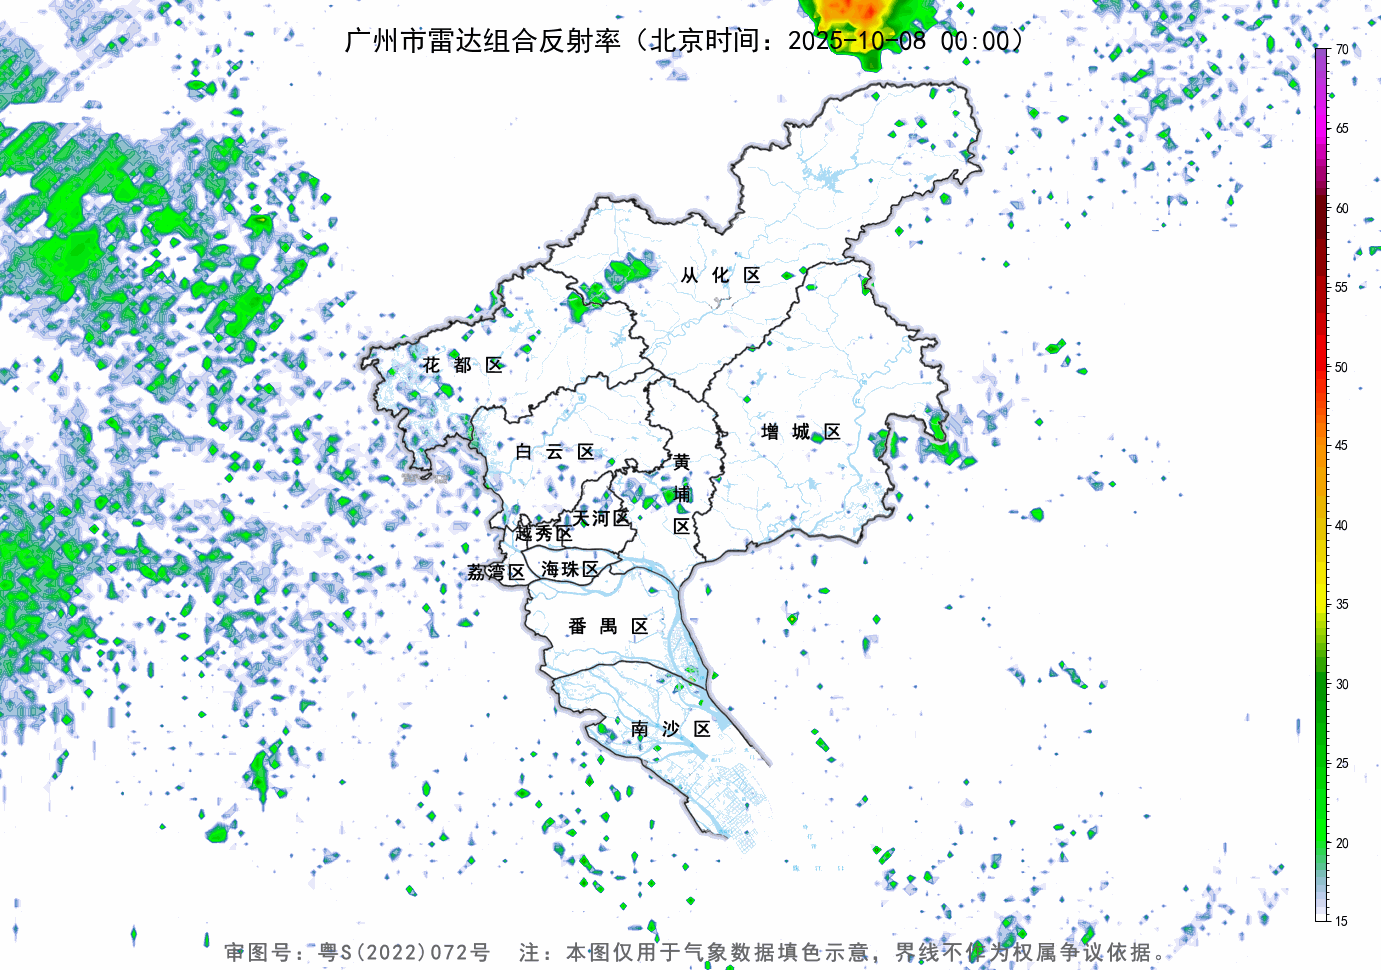 广州市雷达组合反射率（北京时间：2025-10-08 00:00）
70
65
60
55
50
45
40
35
30
25
20
15
从化区
花都区
增城区
白云区
黄埔区
天河区
越秀区
海珠区
荔湾区
番禺区
南沙区
审图号：粤S(2022)072号 注：本图仅用于气象数据填色示意，界线不作为权属争议依据。